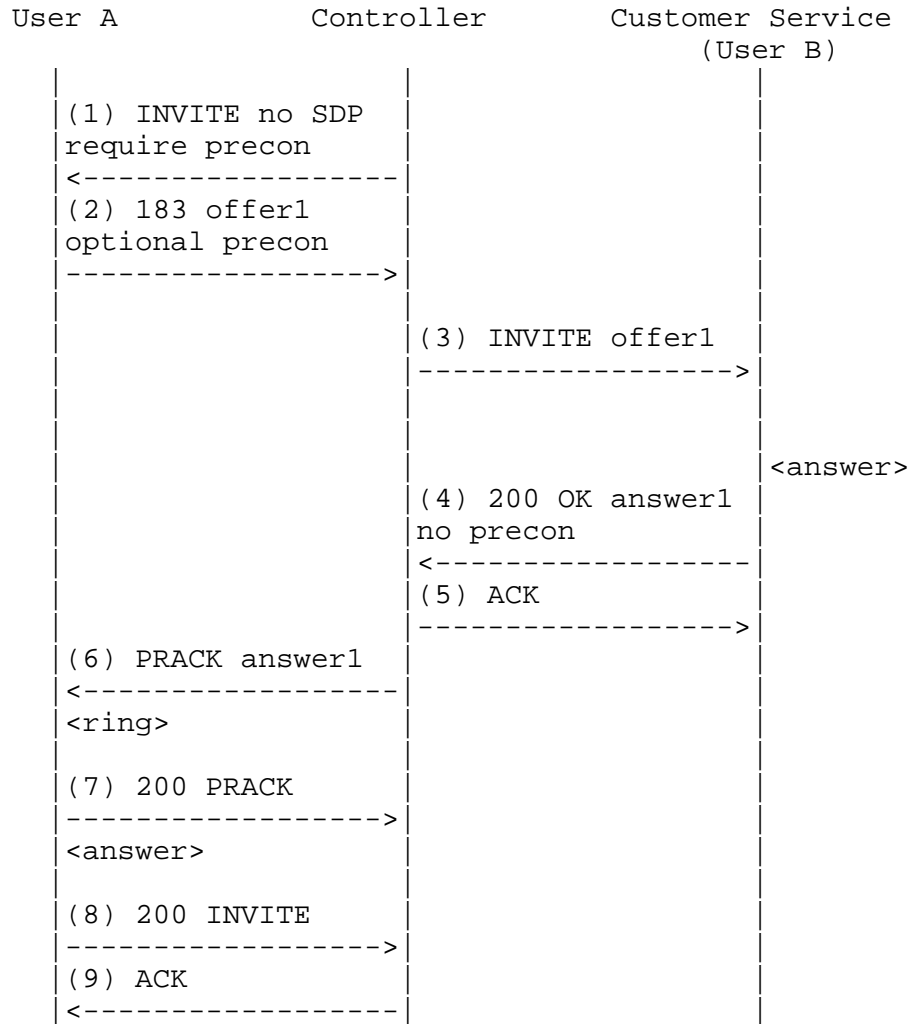 User A Controller Customer Service
(User B)
(1) INVITE no SDP
require precon
<------------------
(2) 183 offer1
optional precon
------------------>
(3) INVITE offer1
------------------>
<answer>
(4) 200 OK answer1
no precon
<------------------
(5) ACK
------------------>
(6) PRACK answer1
<------------------
<ring>
(7) 200 PRACK
------------------>
<answer>
(8) 200 INVITE
------------------>
(9) ACK
<------------------